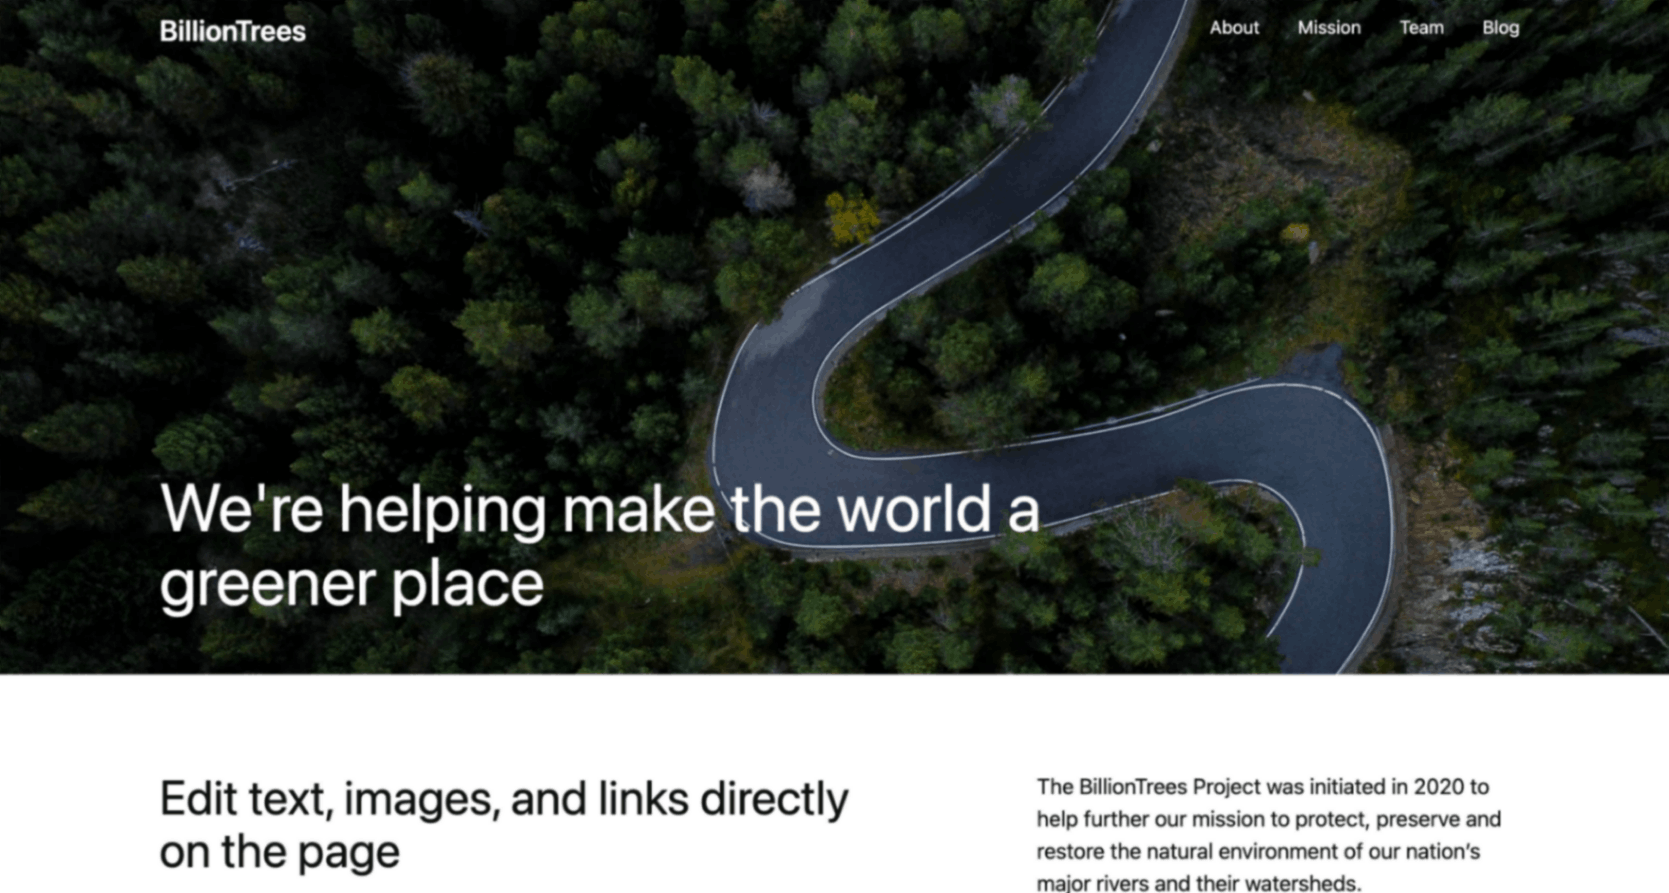 BillionTrees
About Mission Team Blog
We're helping make the world a
greener place
Edit text, images, and links directly
on the page
The BillionTrees Project was initiated in 2020 to
help further our mission to protect, preserve and
restore the natural environment of our nation's
major rivers and their watersheds.